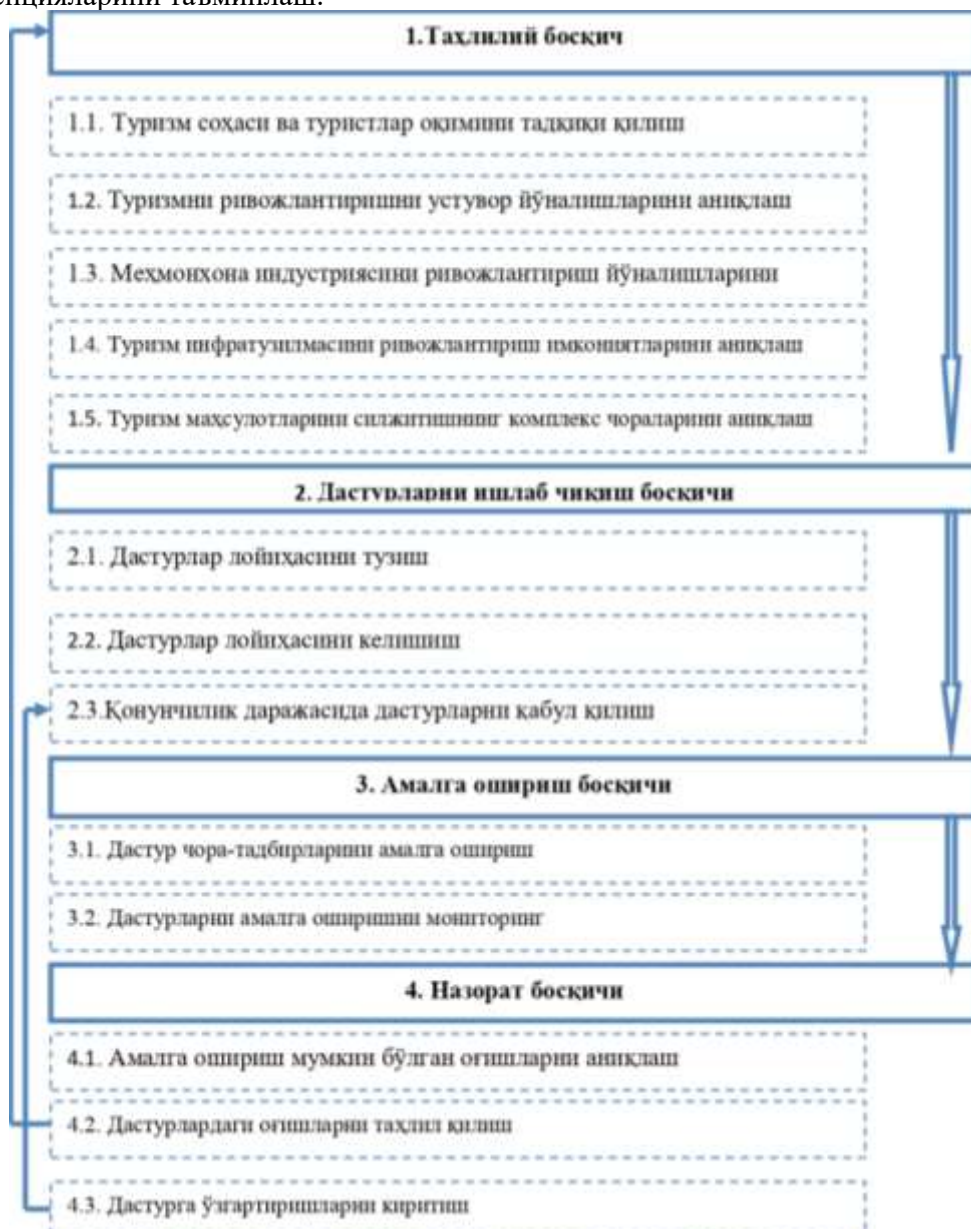 енцияларини таъминлаш.
1.Таҳлилий босқич
1.1. Туризм соҳаси ва туристлар оқимини тадқиқи қилиш
1.2. Туризмни ривожлантиришни устувор йўналишларини аниқлаш
1.3. Меҳмонхона индустриясини ривожлантириш йўналишларини
1.4. Туризм инфратузилмасини ривожлантириш имкониятларини аниқлаш
1.5. Туризм маҳсулотларини силжитишнинг комплекс чораларини аниқлаш
2. Дастурларни ишлаб чиқиш босқичи
2.1. Дастурлар лойиҳасини тузиш
2.2. Дастурлар лойиҳасини келишиш
2.3.Қонунчилик даражасида дастурларни қабул қилиш
3. Амалга ошириш босқичи
3.1. Дастур чора-тадбирларини амалга ошириш
3.2. Дастурларни амалга оширишни мониторинг
4. Назорат босқичи
4.1. Амалга ошириш мумкин бўлган оғишларни аниқлаш
4.2. Дастурлардаги оғишларни таҳлил қилиш
4.3. Дастурга ўзгартиришларни киритиш